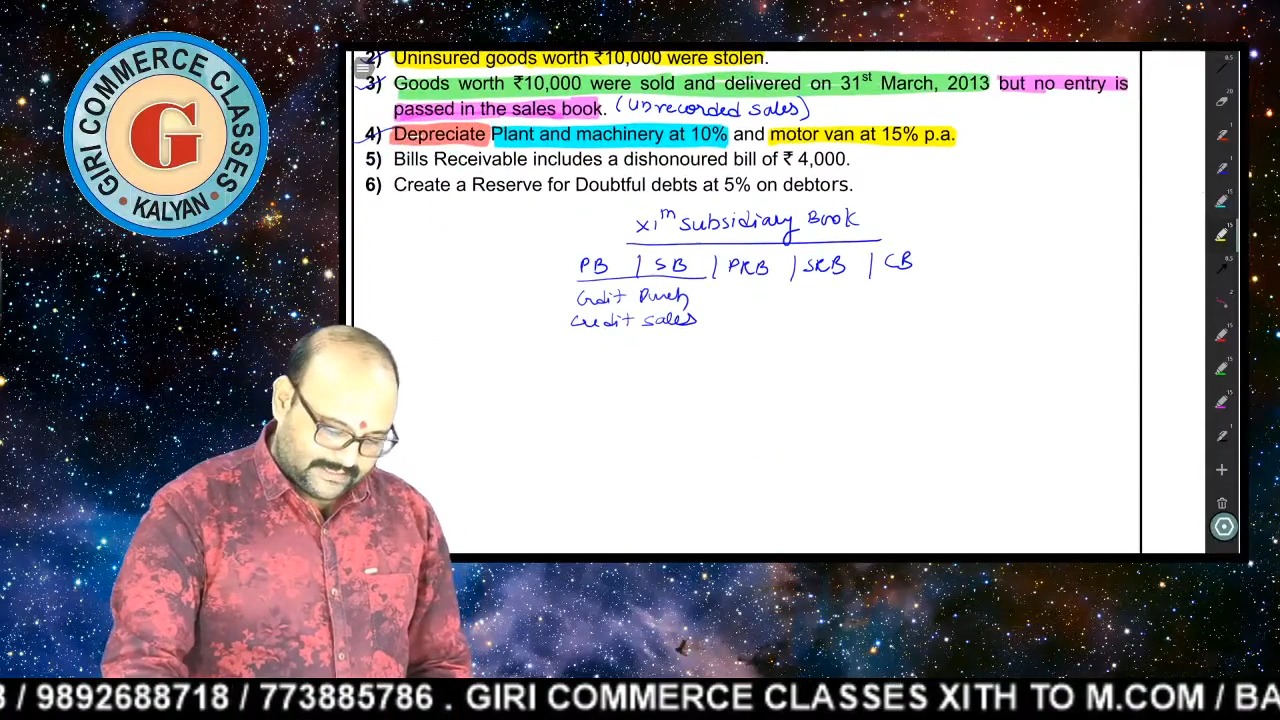 GIRI COMMERCE CLASSES
G
• KALYAN •
2) Uninsured goods worth ₹10,000 were stolen.
3) Goods worth ₹10,000 were sold and delivered on 31st March, 2013 but no entry is
passed in the sales book. (Unrecorded sales)
4) Depreciate Plant and machinery at 10% and motor van at 15% p.a.
5) Bills Receivable includes a dishonoured bill of ₹ 4,000.
6) Create a Reserve for Doubtful debts at 5% on debtors.
XIth Subsidiary Book
PB | SB | PRB | SRB | CB
Credit Purch
Credit Sales
/ 9892688718 / 773885786 . GIRI COMMERCE CLASSES XITH TO M.COM / BA